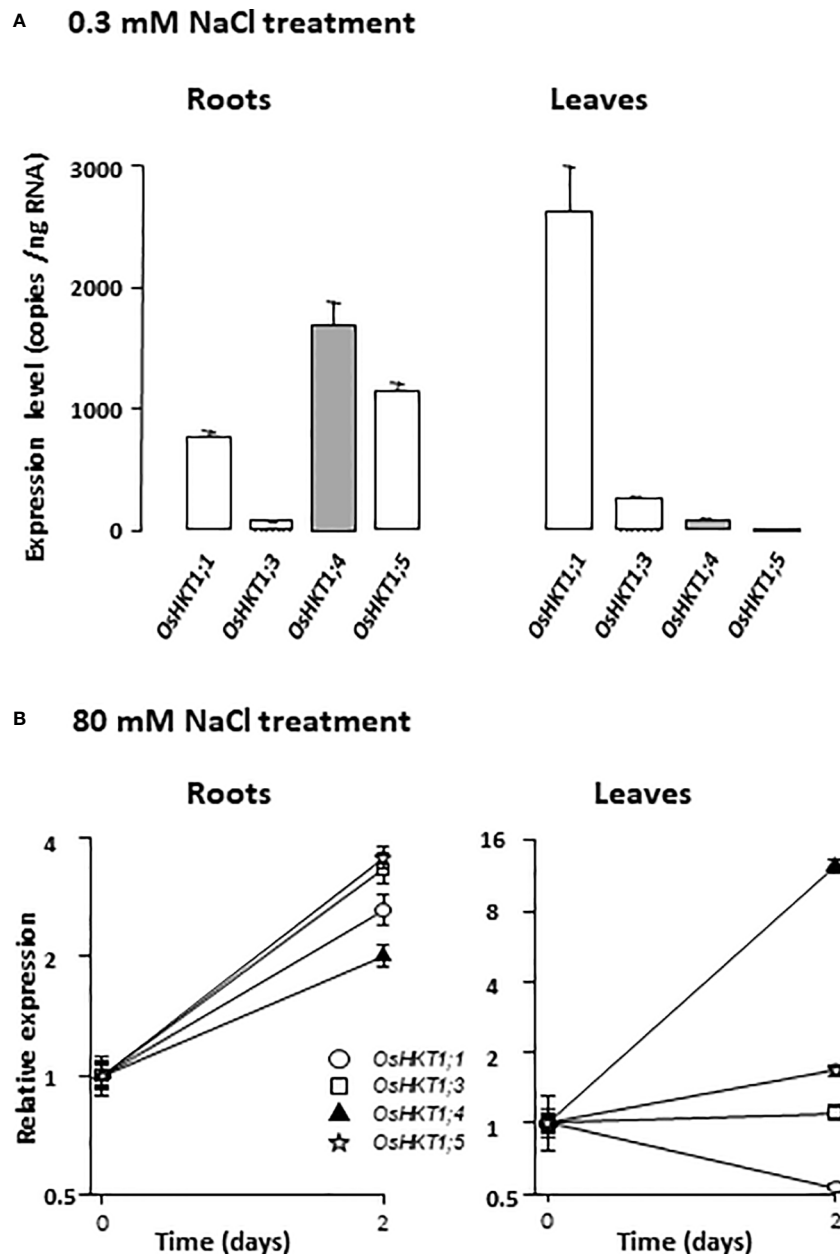 A 0.3 mM NaCl treatment
Roots
Leaves
Expression level (copies /ng RNA)
3000
2000
1000
0
OsHKT1;1
OsHKT1;3
OsHKT1;4
OsHKT1;5
OsHKT1;1
OsHKT1;3
OsHKT1;4
OsHKT1;5
B 80 mM NaCl treatment
Roots
Leaves
Relative expression
4
2
1
0.5
0
2
Time (days)
OsHKT1;1
OsHKT1;3
OsHKT1;4
OsHKT1;5
16
8
4
2
1
0.5
0
2
Time (days)